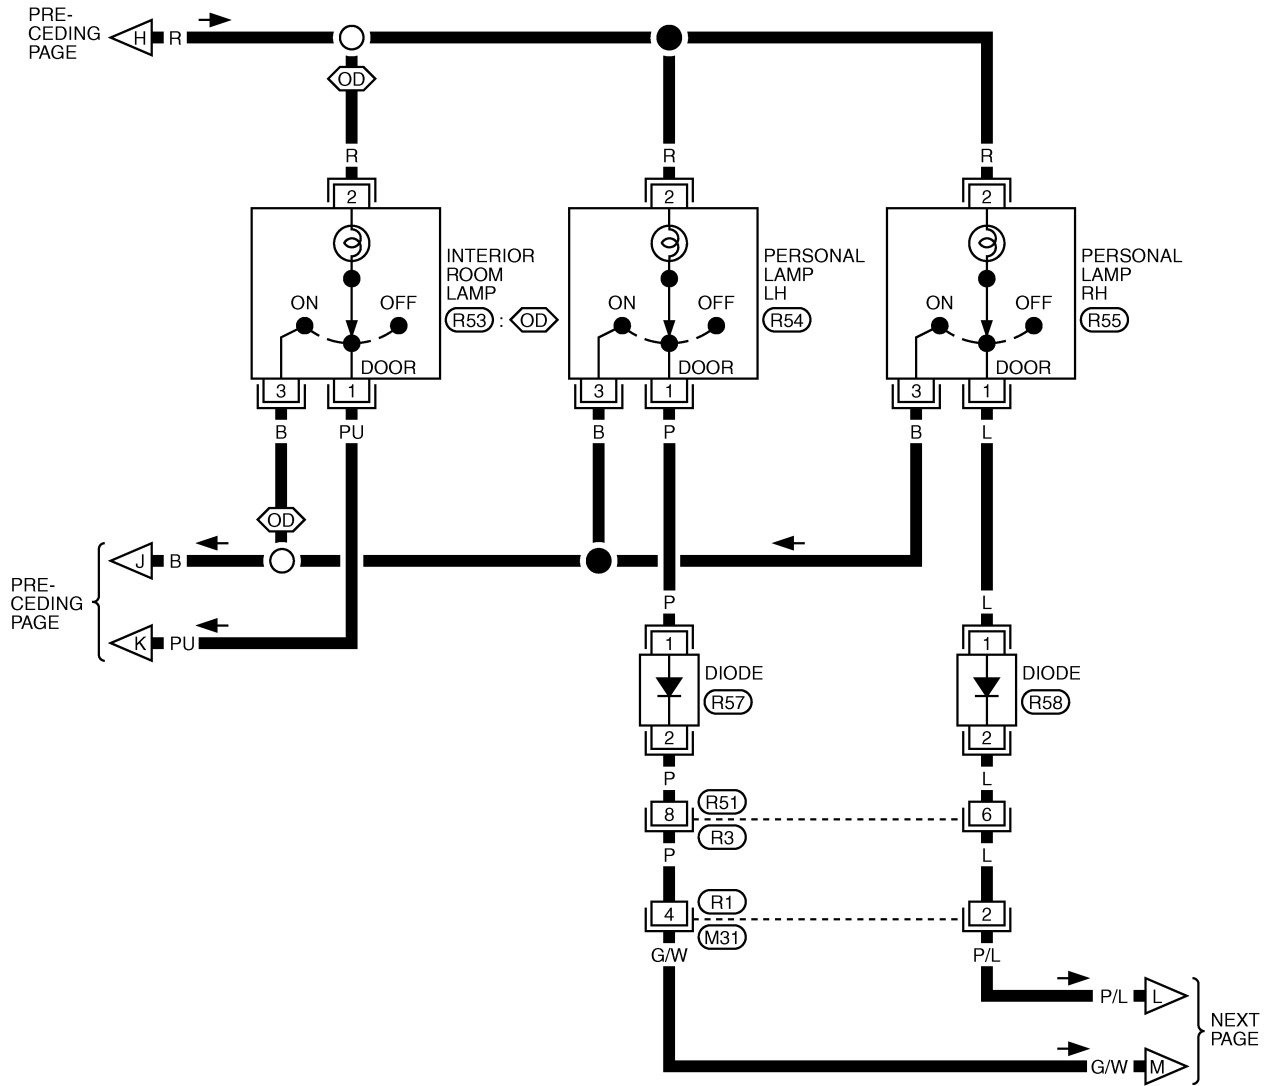 PRE-
CEDING
PAGE
H R
OD
R R R
2 2 2
INTERIOR
ROOM
LAMP
R53 : OD
ON OFF
DOOR
PERSONAL
LAMP
LH
R54
ON OFF
DOOR
PERSONAL
LAMP
RH
R55
ON OFF
DOOR
3 1 3 1 3 1
B PU B P B L
OD
PRE-
CEDING
PAGE
J B
K PU
P L
1 1
DIODE
R57
DIODE
R58
2 2
P L
R51
8 6
R3
P L
R1
4 2
M31
G/W P/L
P/L L
NEXT
PAGE
G/W M